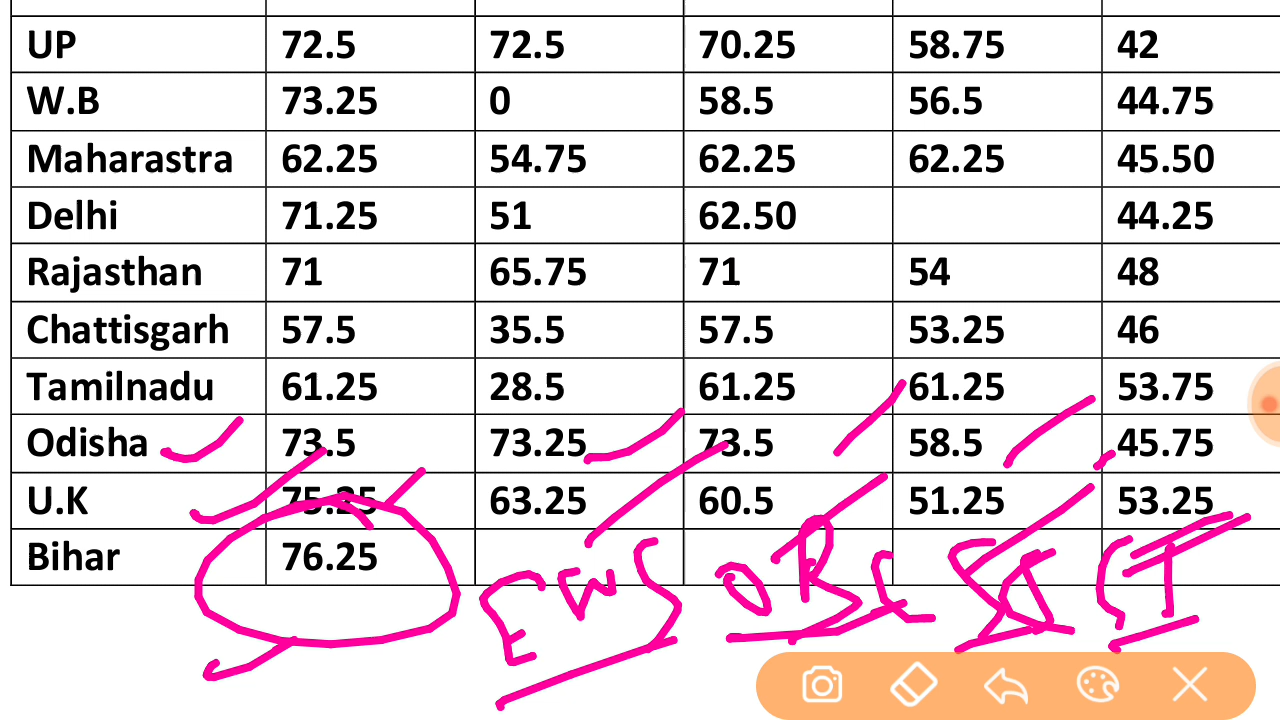 UP 72.5 72.5 70.25 58.75 42
W.B 73.25 0 58.5 56.5 44.75
Maharastra 62.25 54.75 62.25 62.25 45.50
Delhi 71.25 51 62.50 44.25
Rajasthan 71 65.75 71 54 48
Chattisgarh 57.5 35.5 57.5 53.25 46
Tamilnadu 61.25 28.5 61.25 61.25 53.75
Odisha 73.5 73.25 73.5 58.5 45.75
U.K 75.25 63.25 60.5 51.25 53.25
Bihar 76.25
EWS OBC